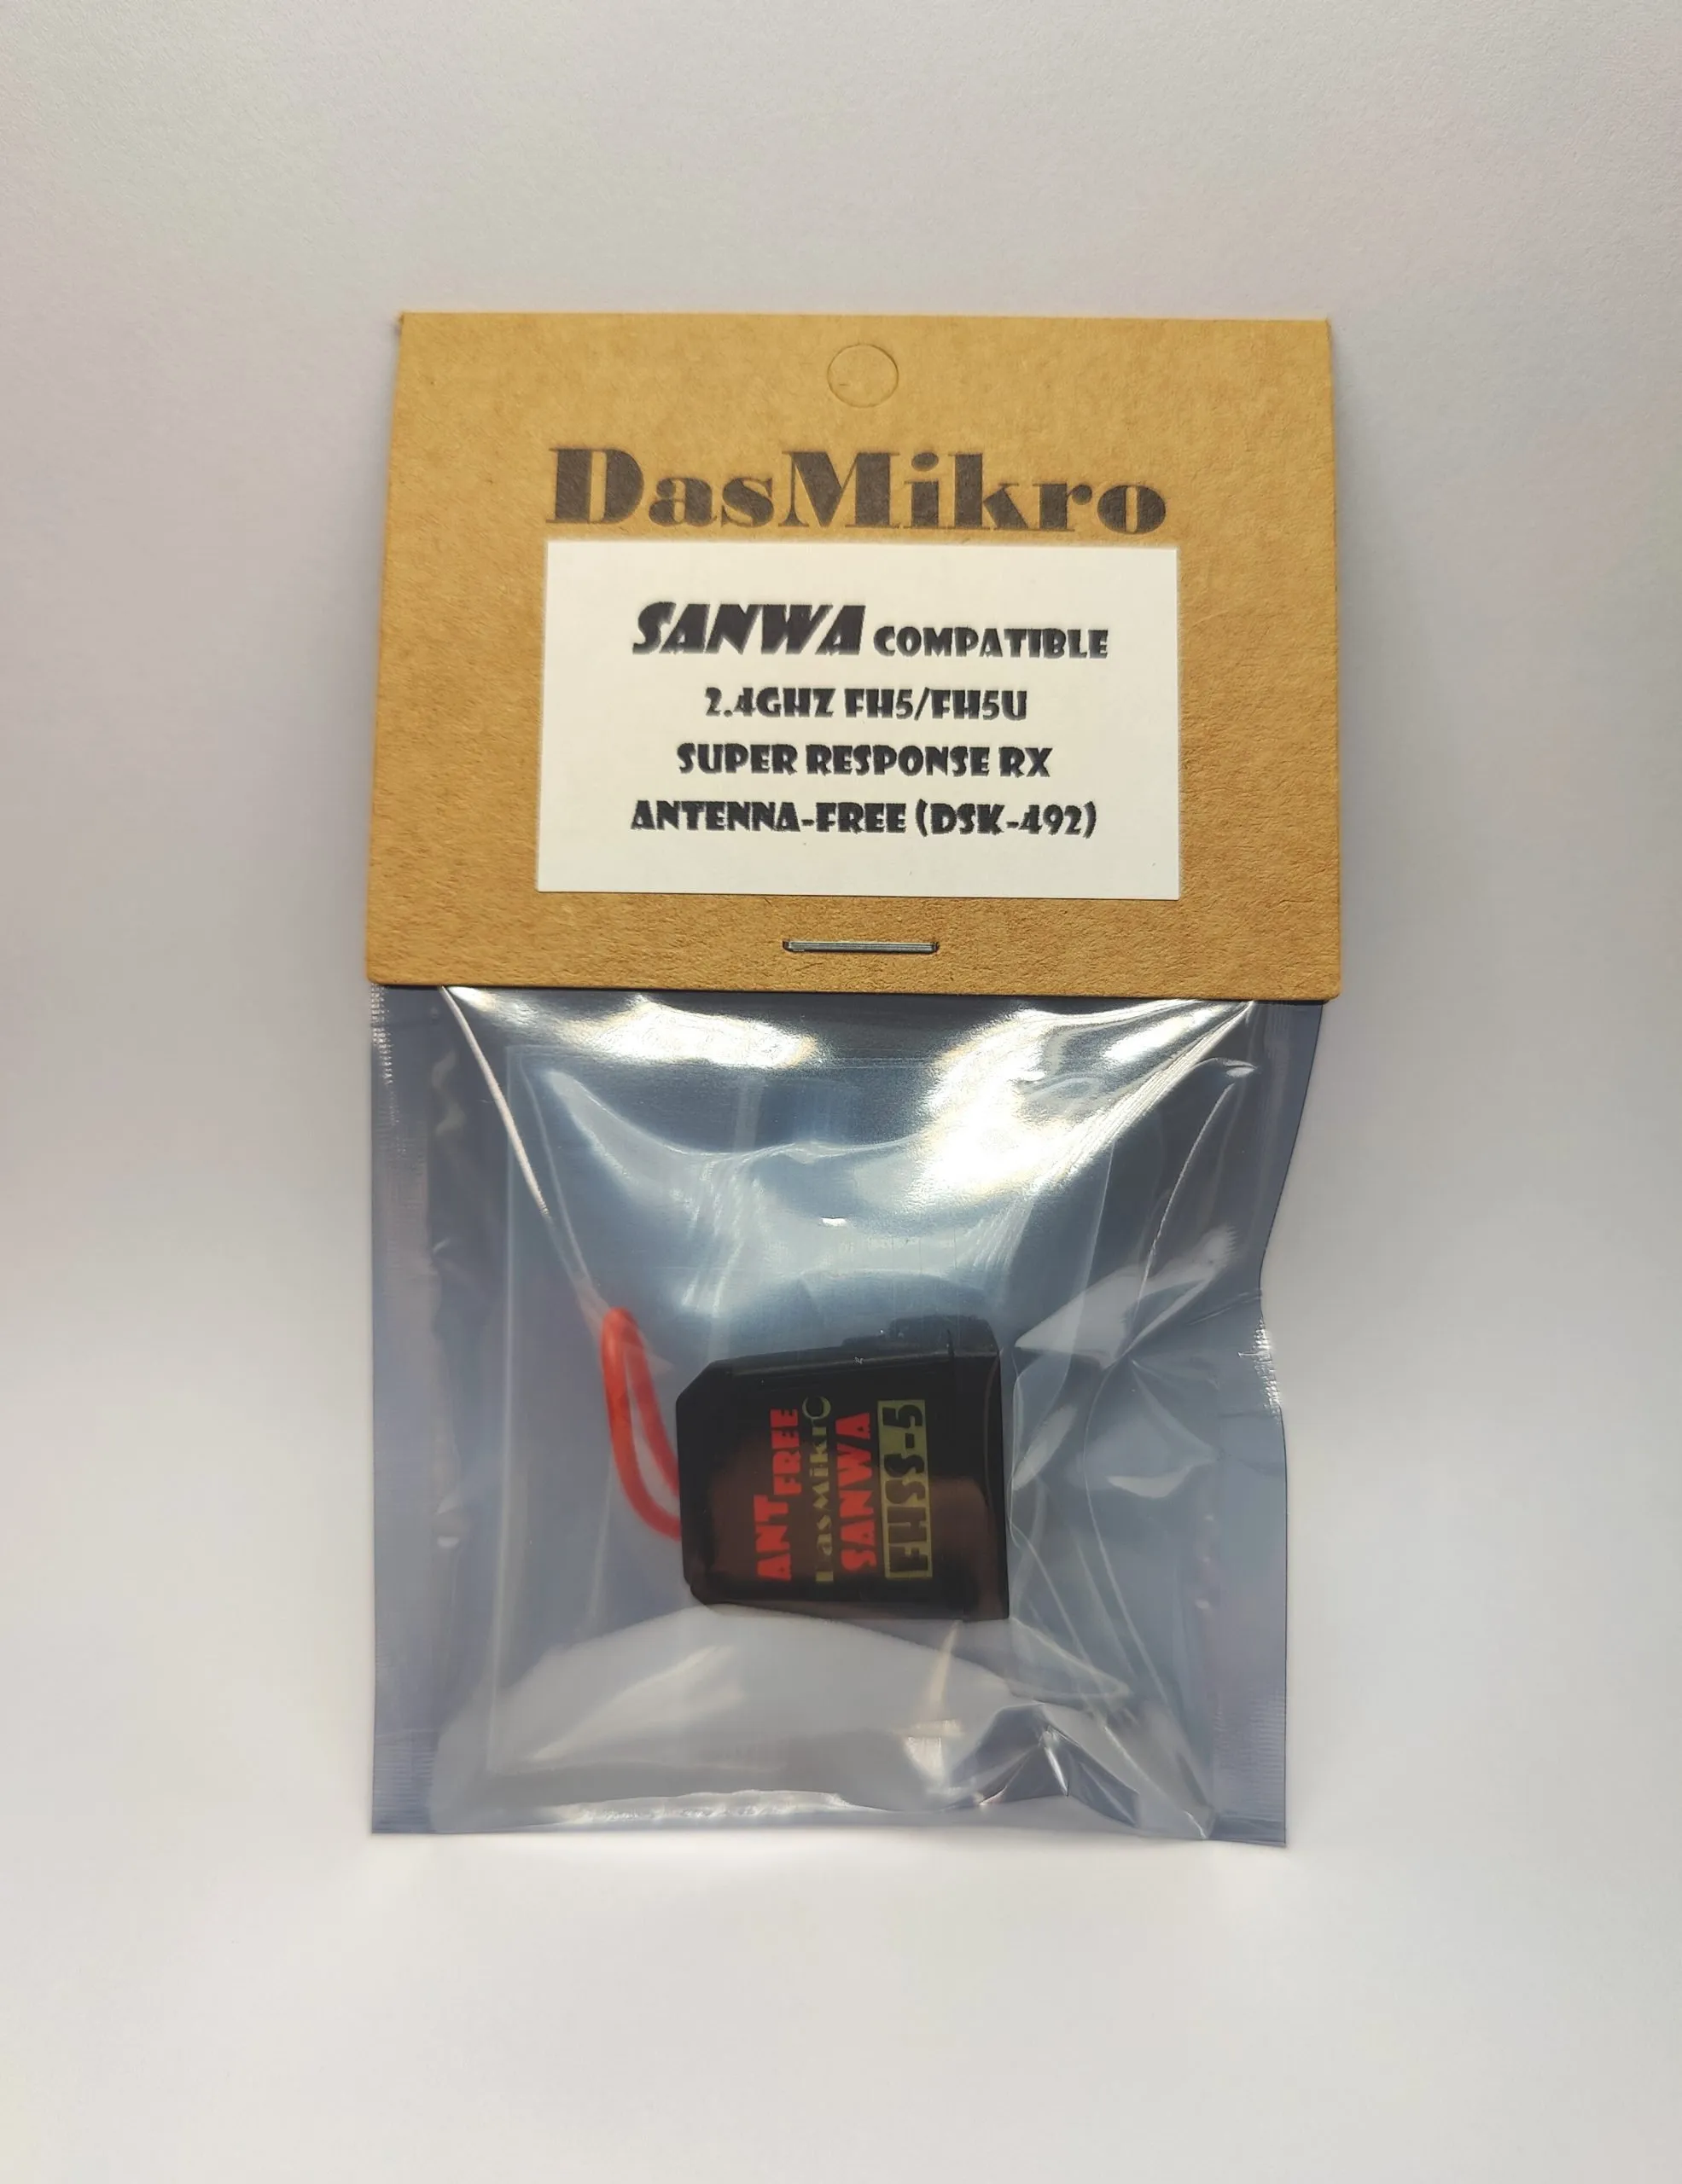 DasMikro
SANWA COMPATIBLE
2.4GHZ FH5/FH5U
SUPER RESPONSE RX
ANTENNA-FREE (DSK-492)
ANT FREE
DasMikro
SANWA
FHSS-5